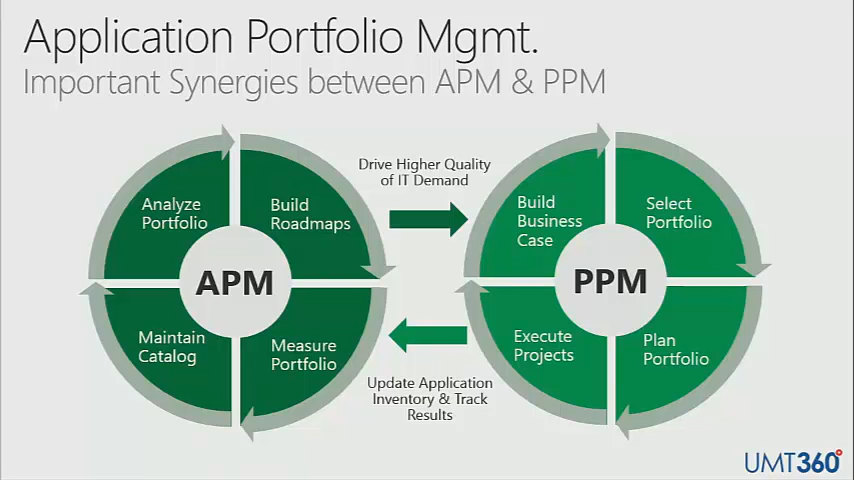 Application Portfolio Mgmt.
Important Synergies between APM & PPM
Analyze
Portfolio
Build
Roadmaps
APM
Maintain
Catalog
Measure
Portfolio
Drive Higher Quality
of IT Demand
Update Application
Inventory & Track
Results
Build
Business
Case
Select
Portfolio
PPM
Execute
Projects
Plan
Portfolio
UMT360